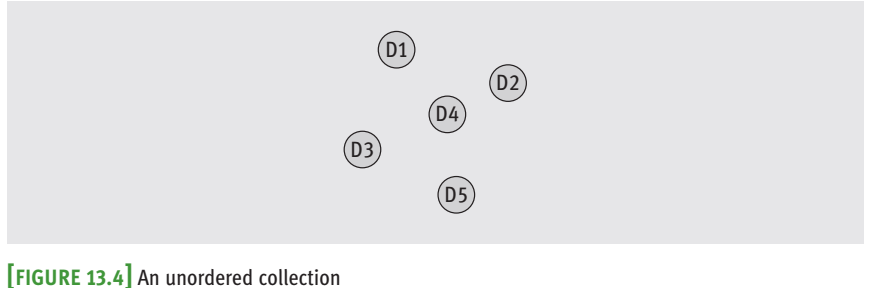 D1
D2
D4
D3
D5
[FIGURE 13.4] An unordered collection